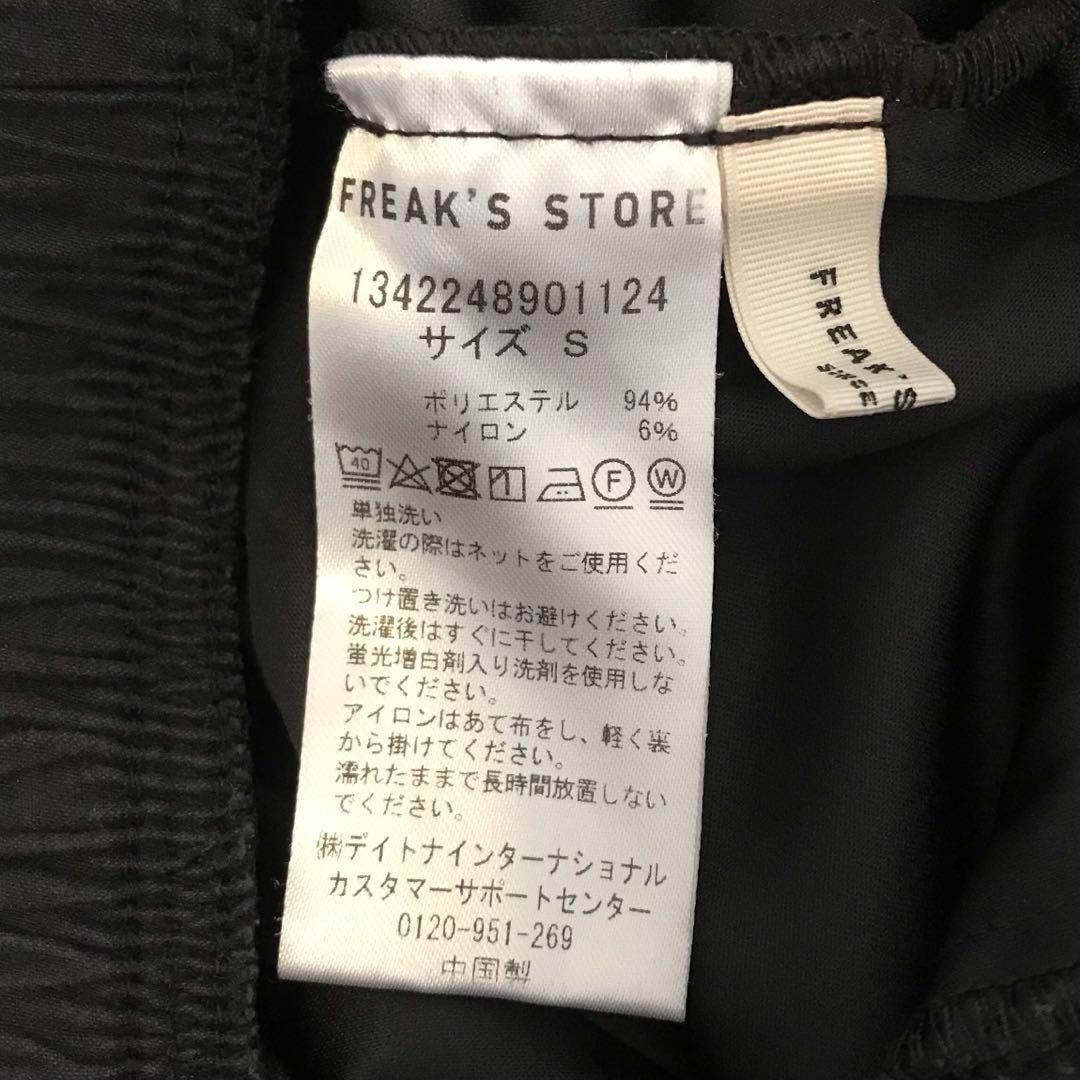 FREAK'S STORE
1342248901124
サイズ S
ポリエステル 94%
ナイロン 6%
40
F
W
単独洗い
洗濯の際はネットをご使用くだ
さい。
つけ置き洗いはお避けください。
洗濯後はすぐに干してください。
蛍光増白剤入り洗剤を使用しな
いでください。
アイロンはあて布をし、軽く裏
から掛けてください。
濡れたままで長時間放置しない
でください。
(株)デイトナインターナショナル
カスタマーサポートセンター
0120-951-269
中国製
FREAK'S
SINCE